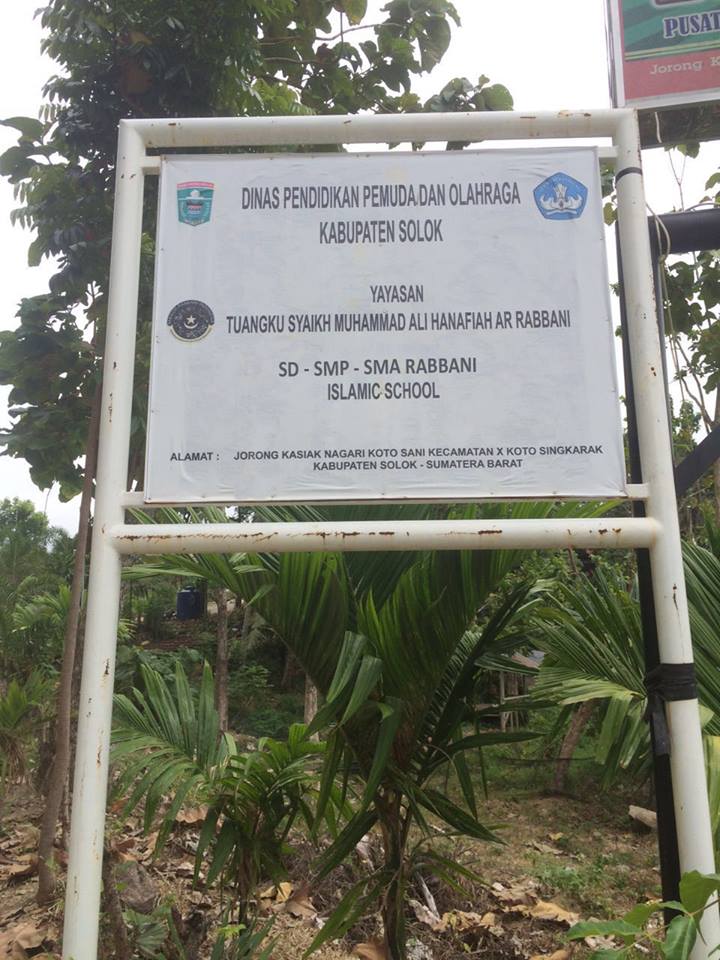 PUSAT
Jorong K
DINAS PENDIDIKAN PEMUDA DAN OLAHRAGA
KABUPATEN SOLOK
YAYASAN
TUANGKU SYAIKH MUHAMMAD ALI HANAFIAH AR RABBANI
SD - SMP - SMA RABBANI
ISLAMIC SCHOOL
ALAMAT : JORONG KASIAK NAGARI KOTO SANI KECAMATAN X KOTO SINGKARAK
KABUPATEN SOLOK - SUMATERA BARAT